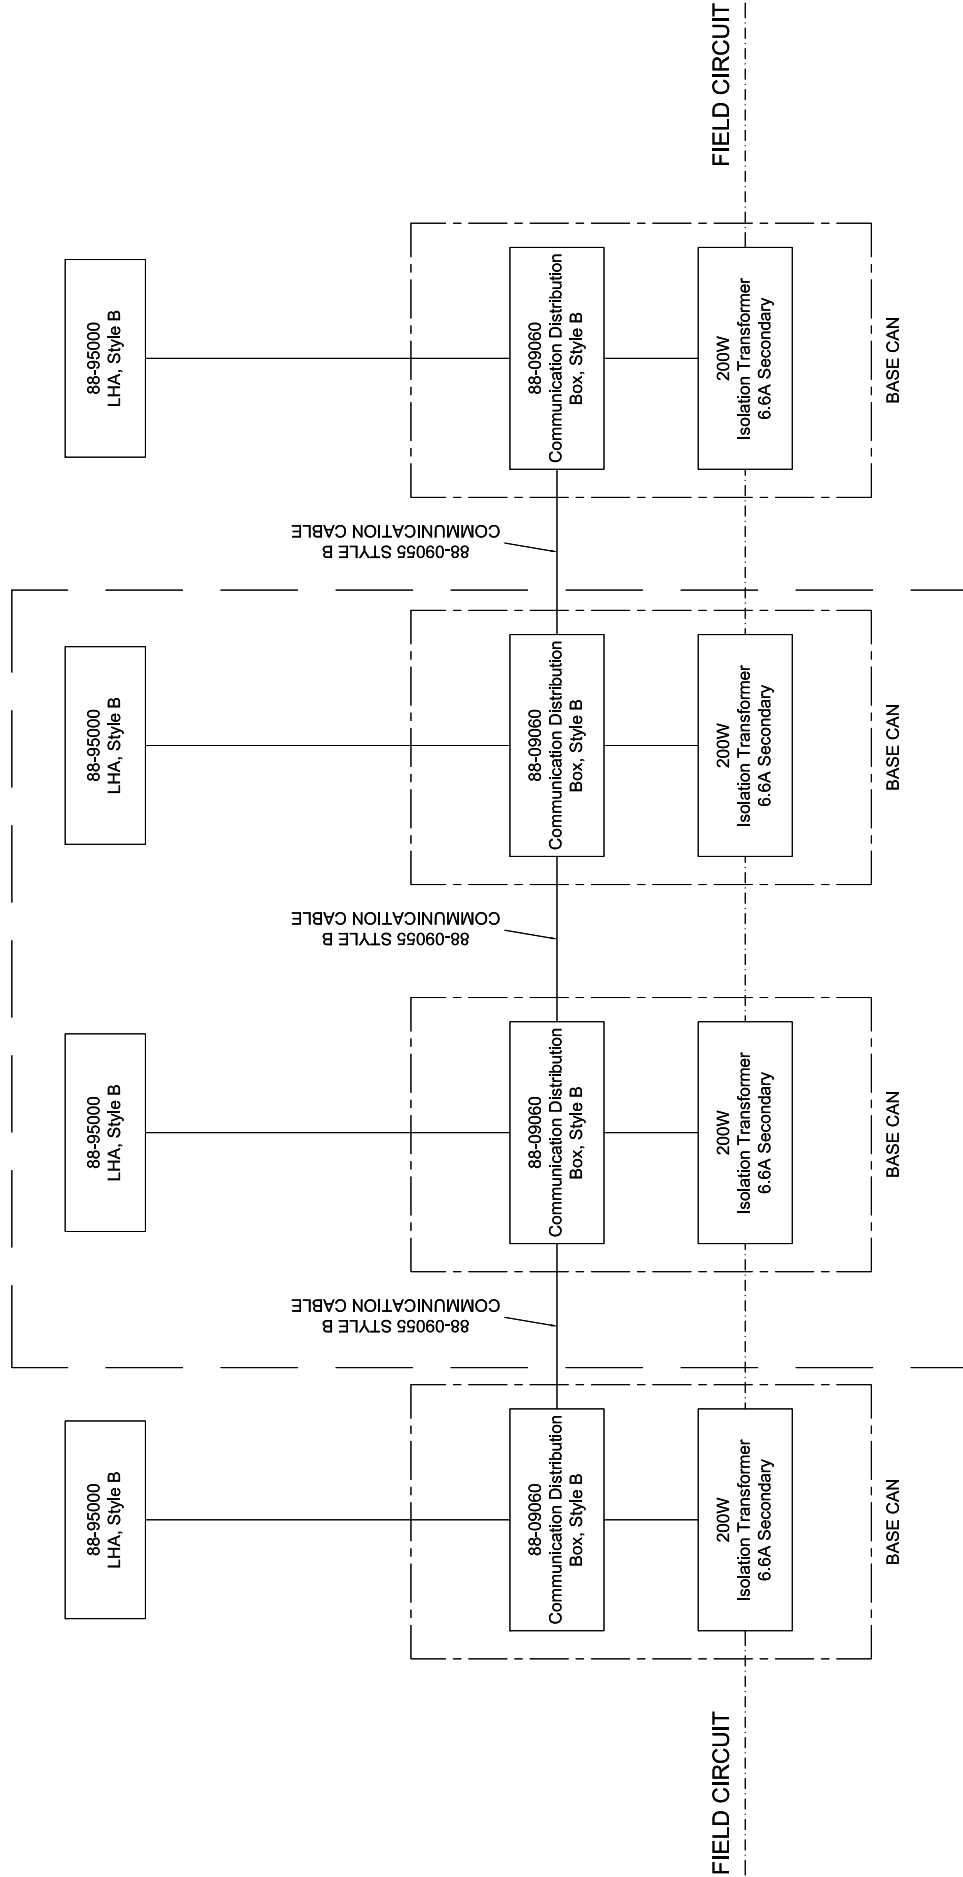 88-95000
LHA, Style B
88-95000
LHA, Style B
88-95000
LHA, Style B
88-95000
LHA, Style B
88-09055 STYLE B
COMMUNICATION CABLE
88-09055 STYLE B
COMMUNICATION CABLE
88-09055 STYLE B
COMMUNICATION CABLE
88-09060
Communication Distribution
Box, Style B
88-09060
Communication Distribution
Box, Style B
88-09060
Communication Distribution
Box, Style B
88-09060
Communication Distribution
Box, Style B
FIELD CIRCUIT
200W
Isolation Transformer
6.6A Secondary
200W
Isolation Transformer
6.6A Secondary
200W
Isolation Transformer
6.6A Secondary
200W
Isolation Transformer
6.6A Secondary
FIELD CIRCUIT
BASE CAN
BASE CAN
BASE CAN
BASE CAN